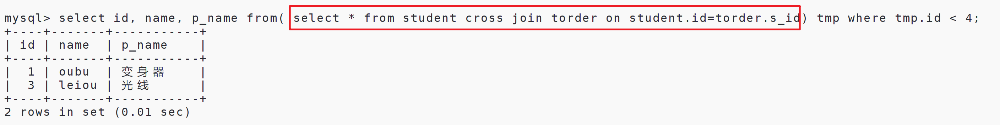 mysql> select id, name, p_name from( select * from student cross join torder on student.id=torder.s_id) tmp where tmp.id < 4;
+----+-------+-----------+
| id | name  | p_name    |
+----+-------+-----------+
|  1 | oubu  | 变身器    |
|  3 | leiou | 光线      |
+----+-------+-----------+
2 rows in set (0.01 sec)